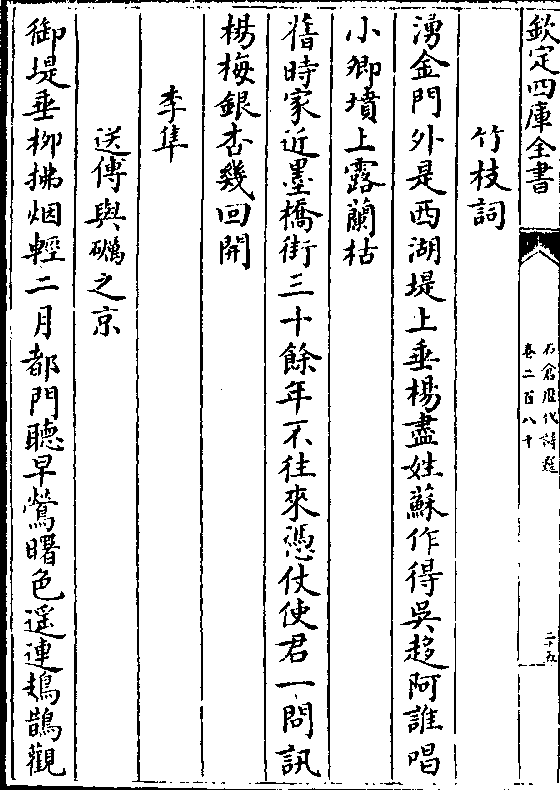 欽定四庫全書
石倉歷代詩選
卷二百八十
二十五
竹枝詞
湧金門外是西湖堤上垂楊盡姓蘇作得吳趍阿誰唱
小卿墳上露蘭枯
舊時家近墨橋街三十餘年不往來憑仗使君一問訊
楊梅銀杏幾回開
李隼
送傅與礪之京
御堤垂柳拂烟輕二月都門聴早鶯曙色遥連鳷鵲觀